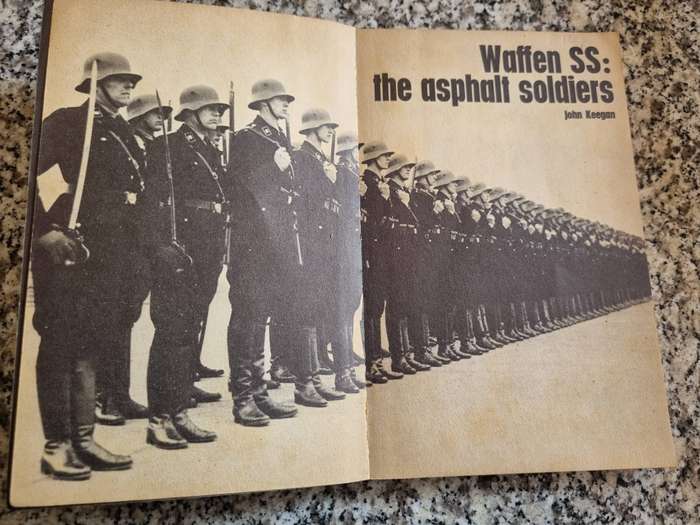 Waffen SS:
the asphalt soldiers
John Keegan